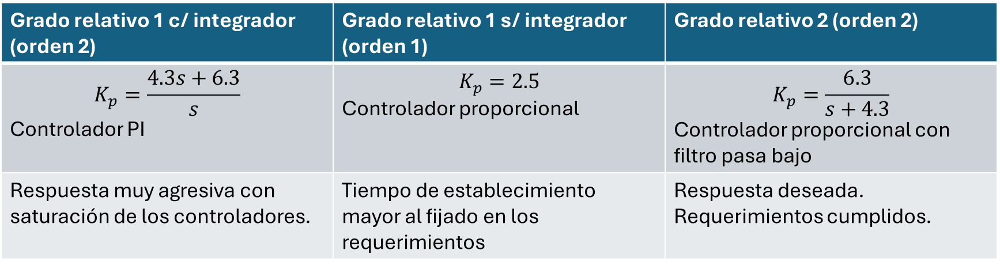 Grado relativo 1 c/ integrador
(orden 2)
Grado relativo 1 s/ integrador
(orden 1)
Grado relativo 2 (orden 2)
K_p = (4.3s + 6.3) / s
Controlador PI
K_p = 2.5
Controlador proporcional
K_p = 6.3 / (s + 4.3)
Controlador proporcional con
filtro pasa bajo
Respuesta muy agresiva con
saturación de los controladores.
Tiempo de establecimiento
mayor al fijado en los
requerimientos
Respuesta deseada.
Requerimientos cumplidos.